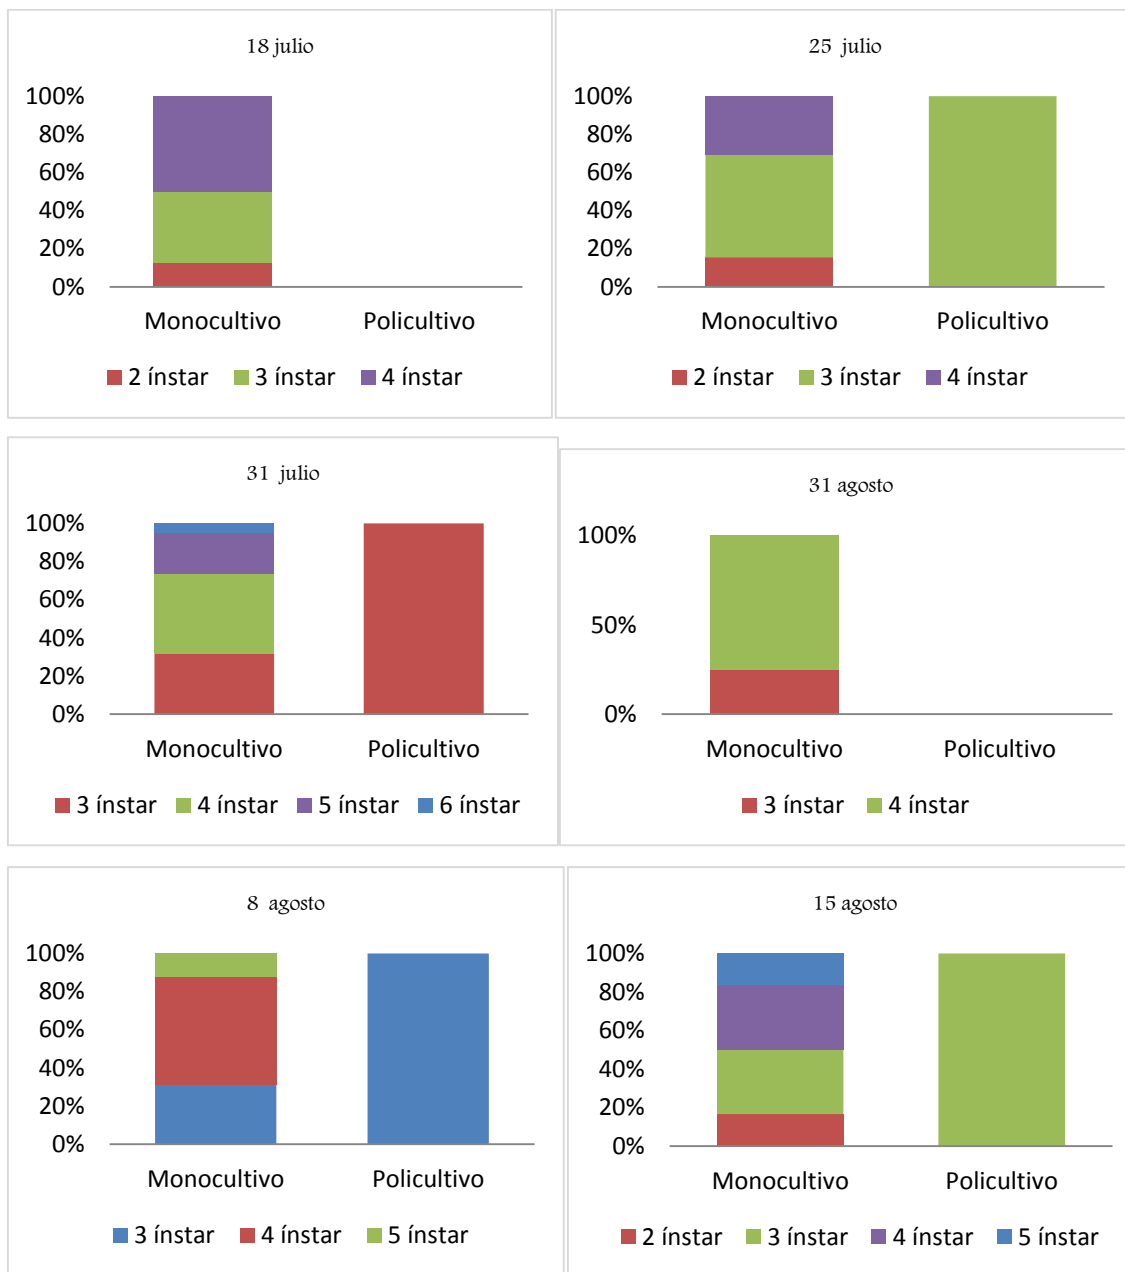 18 julio
100%
80%
60%
40%
20%
0%
Monocultivo Policultivo
2 ínstar 3 ínstar 4 ínstar
25 julio
100%
80%
60%
40%
20%
0%
Monocultivo Policultivo
2 ínstar 3 ínstar 4 ínstar
31 julio
100%
80%
60%
40%
20%
0%
Monocultivo Policultivo
3 ínstar 4 ínstar 5 ínstar 6 ínstar
31 agosto
100%
50%
0%
Monocultivo Policultivo
3 ínstar 4 ínstar
8 agosto
100%
80%
60%
40%
20%
0%
Monocultivo Policultivo
3 ínstar 4 ínstar 5 ínstar
15 agosto
100%
80%
60%
40%
20%
0%
Monocultivo Policultivo
2 ínstar 3 ínstar 4 ínstar 5 ínstar